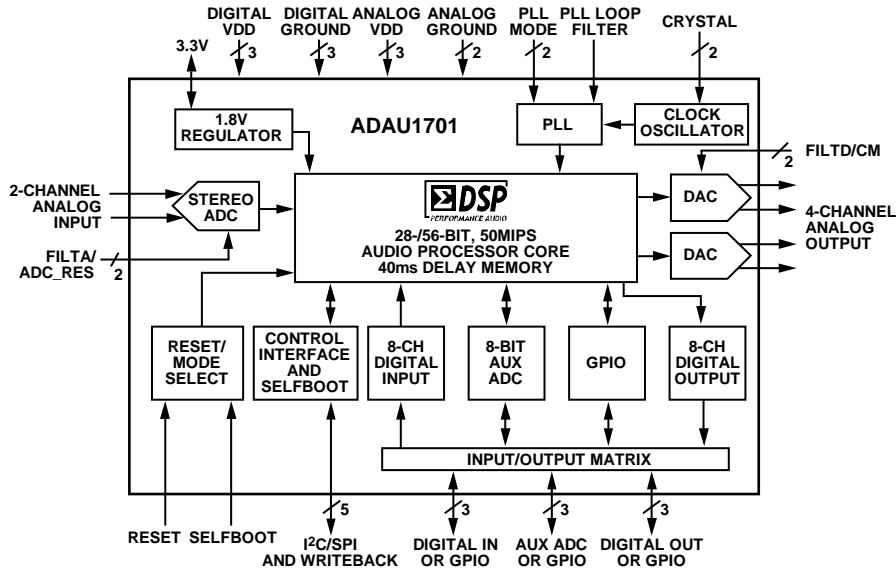 DIGITAL VDD
DIGITAL GROUND
ANALOG VDD
ANALOG GROUND
PLL MODE
PLL LOOP FILTER
CRYSTAL
3.3V
3
3
3
2
2
2
1.8V
REGULATOR
ADAU1701
PLL
CLOCK
OSCILLATOR
FILTD/CM
2
2-CHANNEL
ANALOG
INPUT
STEREO
ADC
DSP
PERFORMANCE AUDIO
28-/56-BIT, 50MIPS
AUDIO PROCESSOR CORE
40ms DELAY MEMORY
DAC
DAC
4-CHANNEL
ANALOG
OUTPUT
FILTA/
ADC_RES
2
RESET/
MODE
SELECT
CONTROL
INTERFACE
AND
SELFBOOT
8-CH
DIGITAL
INPUT
8-BIT
AUX
ADC
GPIO
8-CH
DIGITAL
OUTPUT
INPUT/OUTPUT MATRIX
5
3
3
3
RESET
SELFBOOT
I²C/SPI
AND WRITEBACK
DIGITAL IN
OR GPIO
AUX ADC
OR GPIO
DIGITAL OUT
OR GPIO